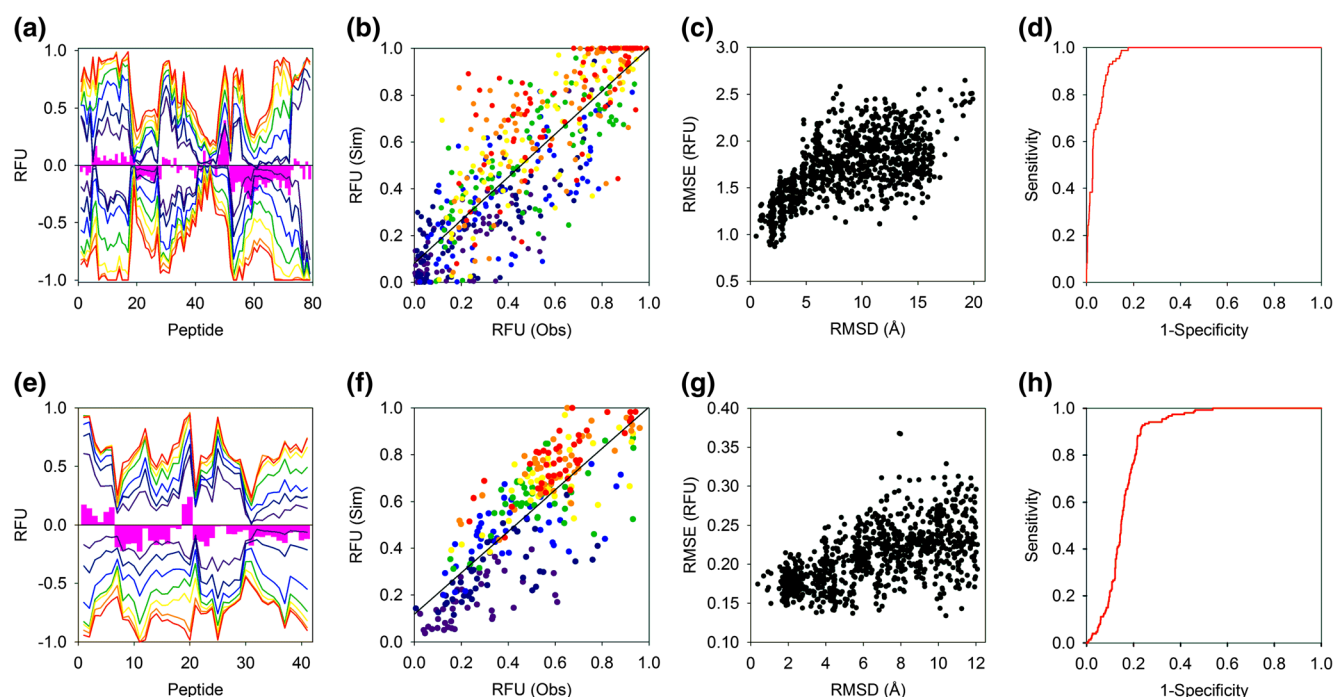 (a) (b) (c) (d)
1.0 0.5 0.0 -0.5 -1.0
RFU
0 20 40 60 80
Peptide
1.0 0.8 0.6 0.4 0.2 0.0
RFU (Sim)
0.0 0.2 0.4 0.6 0.8 1.0
RFU (Obs)
3.0 2.5 2.0 1.5 1.0 0.5
RMSE (RFU)
0 5 10 15 20
RMSD (Å)
1.0 0.8 0.6 0.4 0.2 0.0
Sensitivity
0.0 0.2 0.4 0.6 0.8 1.0
1-Specificity
(e) (f) (g) (h)
1.0 0.5 0.0 -0.5 -1.0
RFU
0 10 20 30 40
Peptide
1.0 0.8 0.6 0.4 0.2 0.0
RFU (Sim)
0.0 0.2 0.4 0.6 0.8 1.0
RFU (Obs)
0.40 0.35 0.30 0.25 0.20 0.15 0.10
RMSE (RFU)
0 2 4 6 8 10 12
RMSD (Å)
1.0 0.8 0.6 0.4 0.2 0.0
Sensitivity
0.0 0.2 0.4 0.6 0.8 1.0
1-Specificity